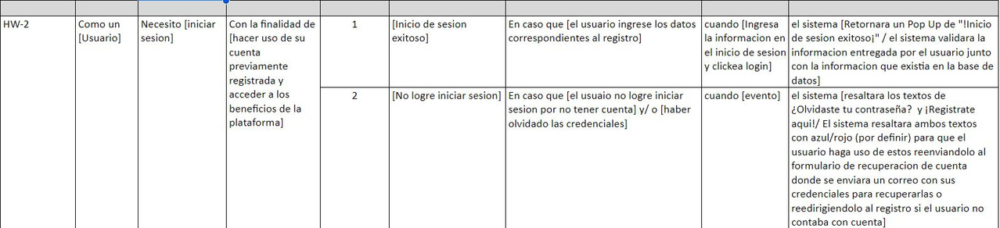 HW-2
Como un
[Usuario]
Necesito [iniciar
sesion]
Con la finalidad de
[hacer uso de su
cuenta
previamente
registrada y
acceder a los
beneficios de la
plataforma]
1
[Inicio de sesion
exitoso]
En caso que [el usuario ingrese los datos
correspondientes al registro]
cuando [Ingresa
la informacion en
el inicio de sesion
y clickea login]
el sistema [Retornara un Pop Up de "!Inicio
de sesion exitoso¡" / el sistema validara la
informacion entregada por el usuario junto
con la informacion que existia en la base de
datos]
2
[No logre iniciar sesion]
En caso que [el usuaio no logre iniciar
sesion por no tener cuenta] y/ o [haber
olvidado las credenciales]
cuando [evento]
el sistema [resaltara los textos de
¿Olvidaste tu contraseña?  y ¡Registrate
aqui!/ El sistema resaltara ambos textos
con azul/rojo (por definir) para que el
usuario haga uso de estos reenviandolo al
formulario de recuperacion de cuenta
donde se enviara un correo con sus
credenciales para recuperarlas o
reedirigiendolo al registro si el usuario no
contaba con cuenta]